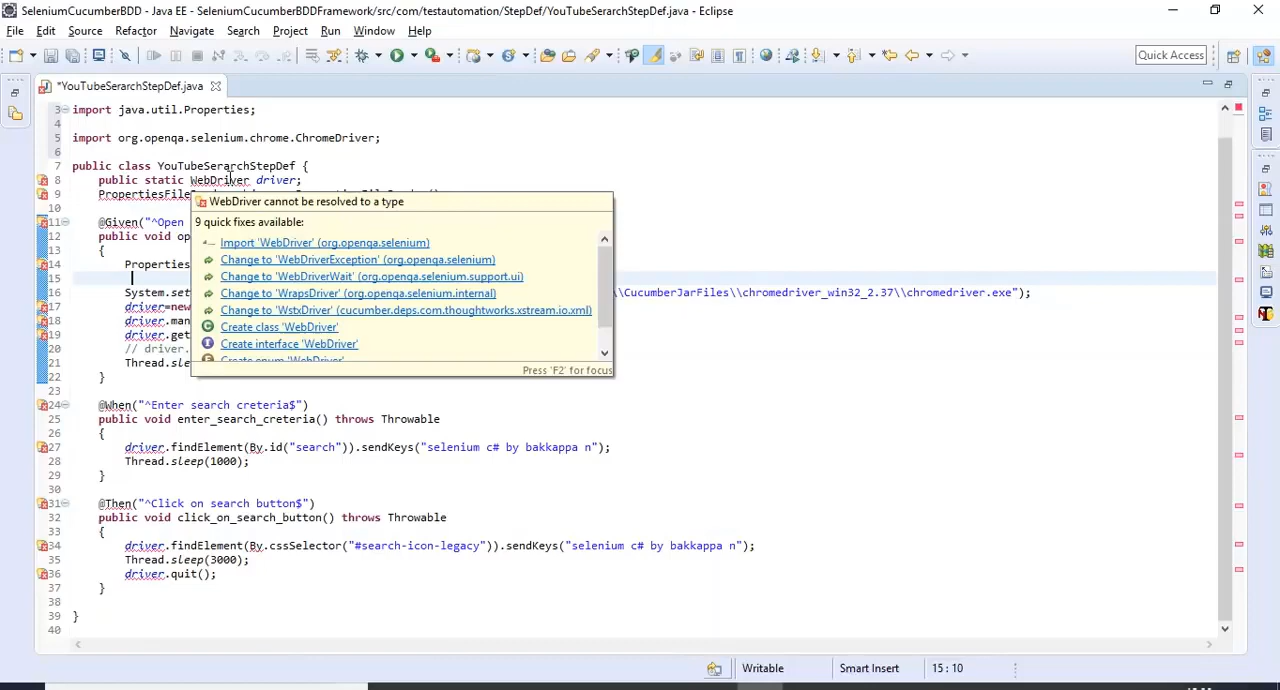 SeleniumCucumberBDD - Java EE - SeleniumCucumberBDDFramework/src/com/testautomation/StepDef/YouTubeSerarchStepDef.java - Eclipse
File Edit Source Refactor Navigate Search Project Run Window Help
Quick Access
*YouTubeSerarchStepDef.java
3 import java.util.Properties;
4
5 import org.openqa.selenium.chrome.ChromeDriver;
6
7 public class YouTubeSerarchStepDef {
8 public static WebDriver driver;
9 PropertiesFile
WebDriver cannot be resolved to a type
10
9 quick fixes available:
11 @Given("^Open
12 public void op
Import 'WebDriver' (org.openqa.selenium)
13 {
Change to 'WebDriverException' (org.openqa.selenium)
14 Properties
15
Change to 'WebDriverWait' (org.openqa.selenium.support.ui)
16 System.set \\CucumberJarFiles\\chromedriver_win32_2.37\\chromedriver.exe");
Change to 'WrapsDriver' (org.openqa.selenium.internal)
17 driver=new
Change to 'WstxDriver' (cucumber.deps.com.thoughtworks.xstream.io.xml)
18 driver.man
Create class 'WebDriver'
19 driver.get
Create interface 'WebDriver'
20 // driver.
Create enum 'WebDriver'
21 Thread.sle
Press 'F2' for focus
22 }
23
24 @When("^Enter search creteria$")
25 public void enter_search_creteria() throws Throwable
26 {
27 driver.findElement(By.id("search")).sendKeys("selenium c# by bakkappa n");
28 Thread.sleep(1000);
29 }
30
31 @Then("^Click on search button$")
32 public void click_on_search_button() throws Throwable
33 {
34 driver.findElement(By.cssSelector("#search-icon-legacy")).sendKeys("selenium c# by bakkappa n");
35 Thread.sleep(3000);
36 driver.quit();
37 }
38
39 }
40
Writable Smart Insert 15 : 10